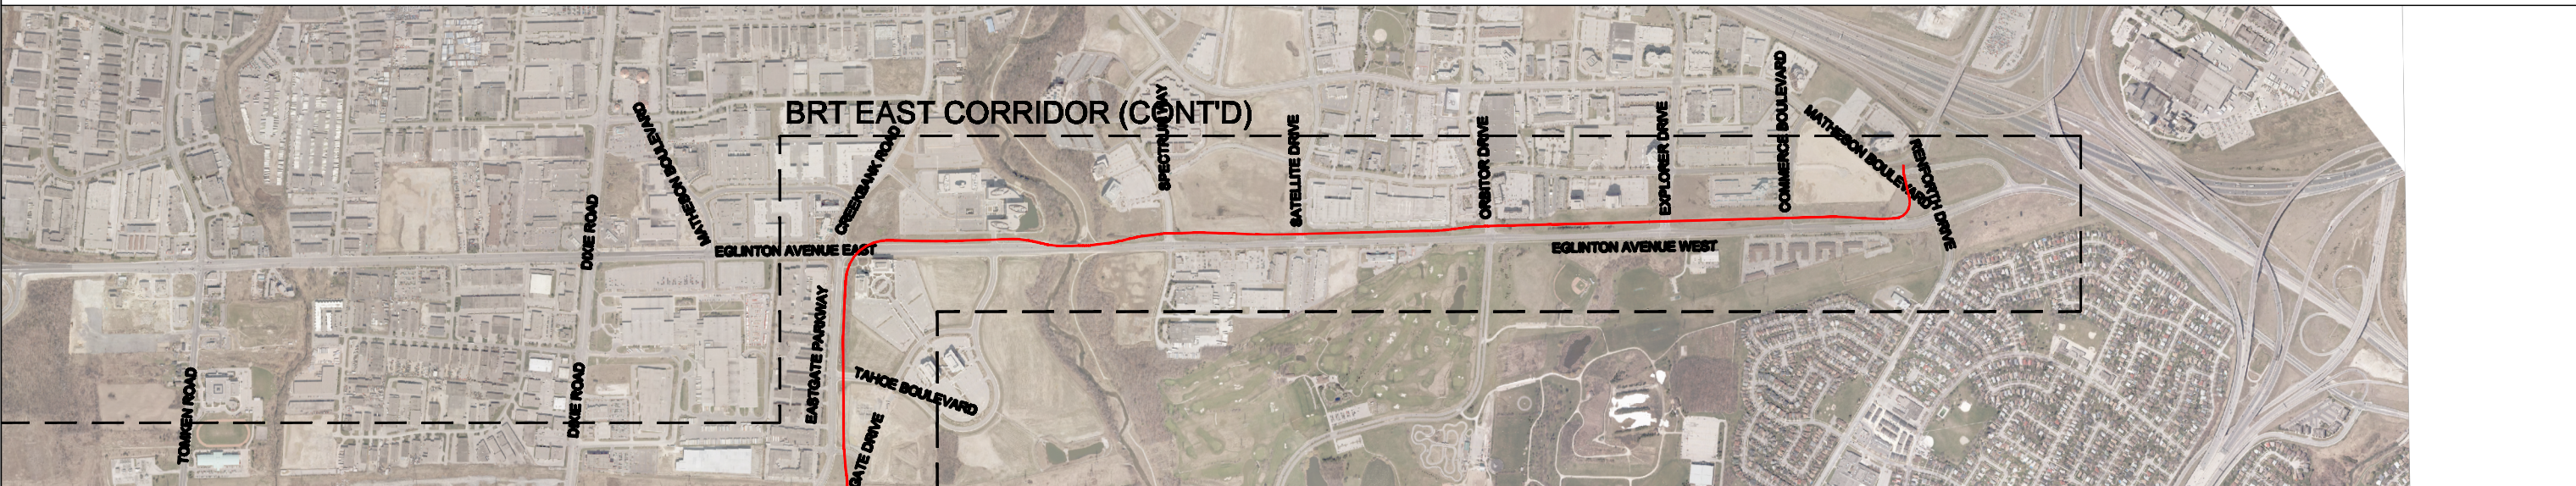 BRT EAST CORRIDOR (CONT'D)
MATHESON BOULEVARD
MATHESON BOULEVARD
DIXIE ROAD
CREEKBANK ROAD
SPECTRUM WAY
SATELLITE DRIVE
ORBITOR DRIVE
EXPLORER DRIVE
COMMERCE BOULEVARD
MATHESON BOULEVARD
RENFORTH DRIVE
EGLINTON AVENUE EAST
EGLINTON AVENUE WEST
EASTGATE PARKWAY
TAHOE BOULEVARD
TOMKEN ROAD
DIXIE ROAD
GATE DRIVE